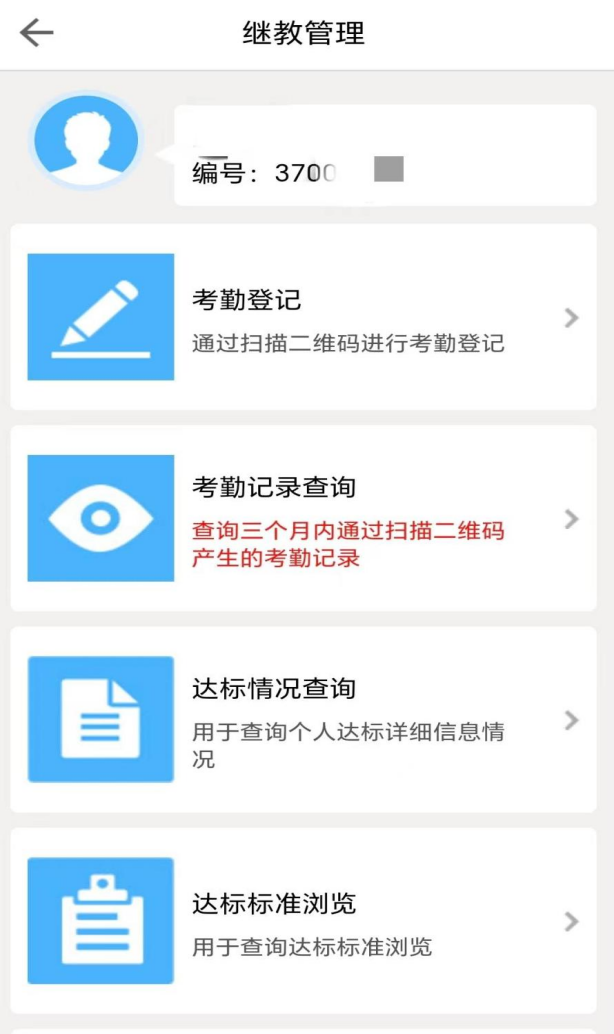 继教管理
编号：3700
考勤登记
通过扫描二维码进行考勤登记
考勤记录查询
查询三个月内通过扫描二维码
产生的考勤记录
达标情况查询
用于查询个人达标详细信息情
况
达标标准浏览
用于查询达标标准浏览